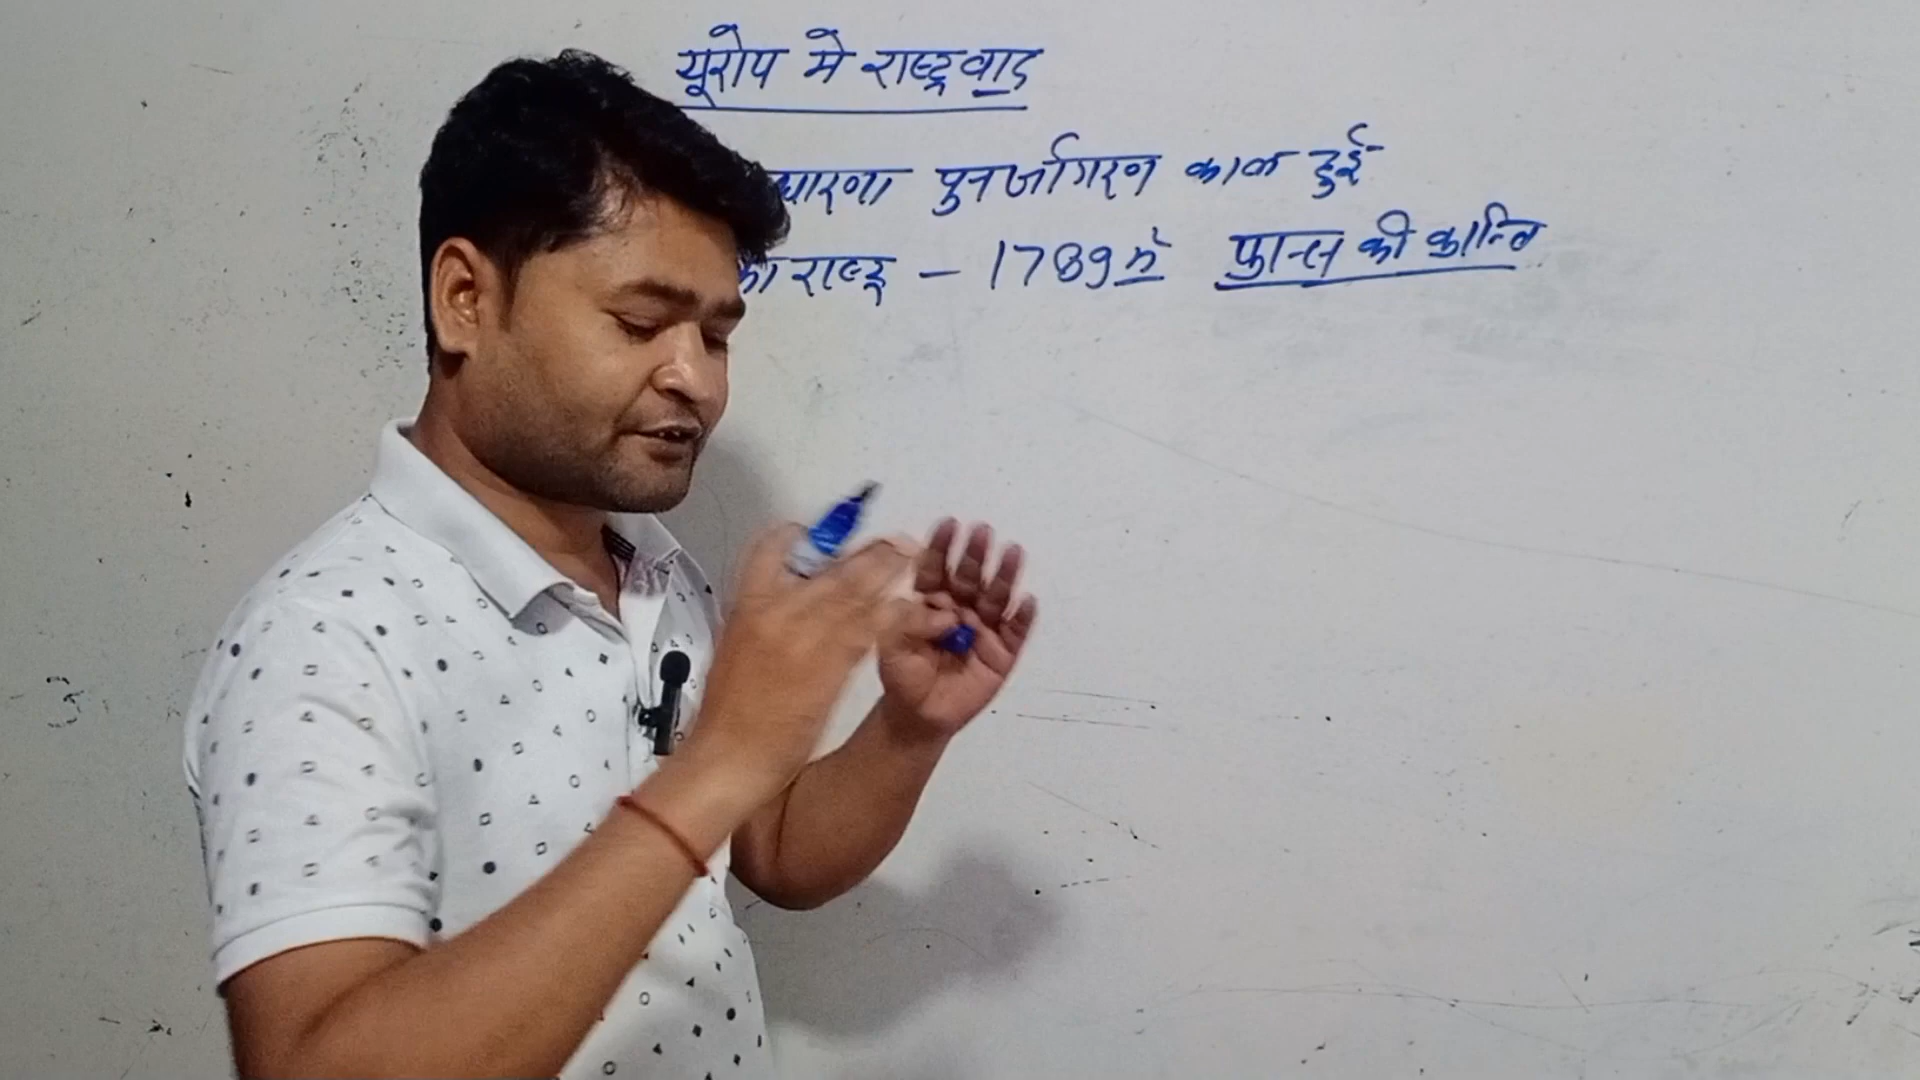 यूरोप मे राष्ट्रवाद
धारणा पुनर्जागरण काल हुई
का राष्ट्र – 1789 में फ्रान्स की क्रान्ति